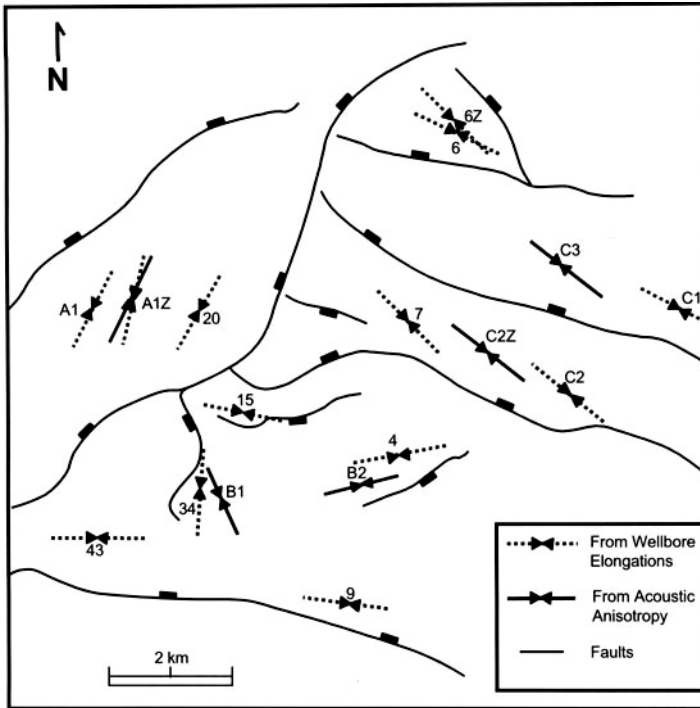 N
6Z
6
C3
C1
A1
A1Z
20
7
C2Z
C2
15
4
B2
34
B1
43
9
2 km
From Wellbore
Elongations
From Acoustic
Anisotropy
Faults